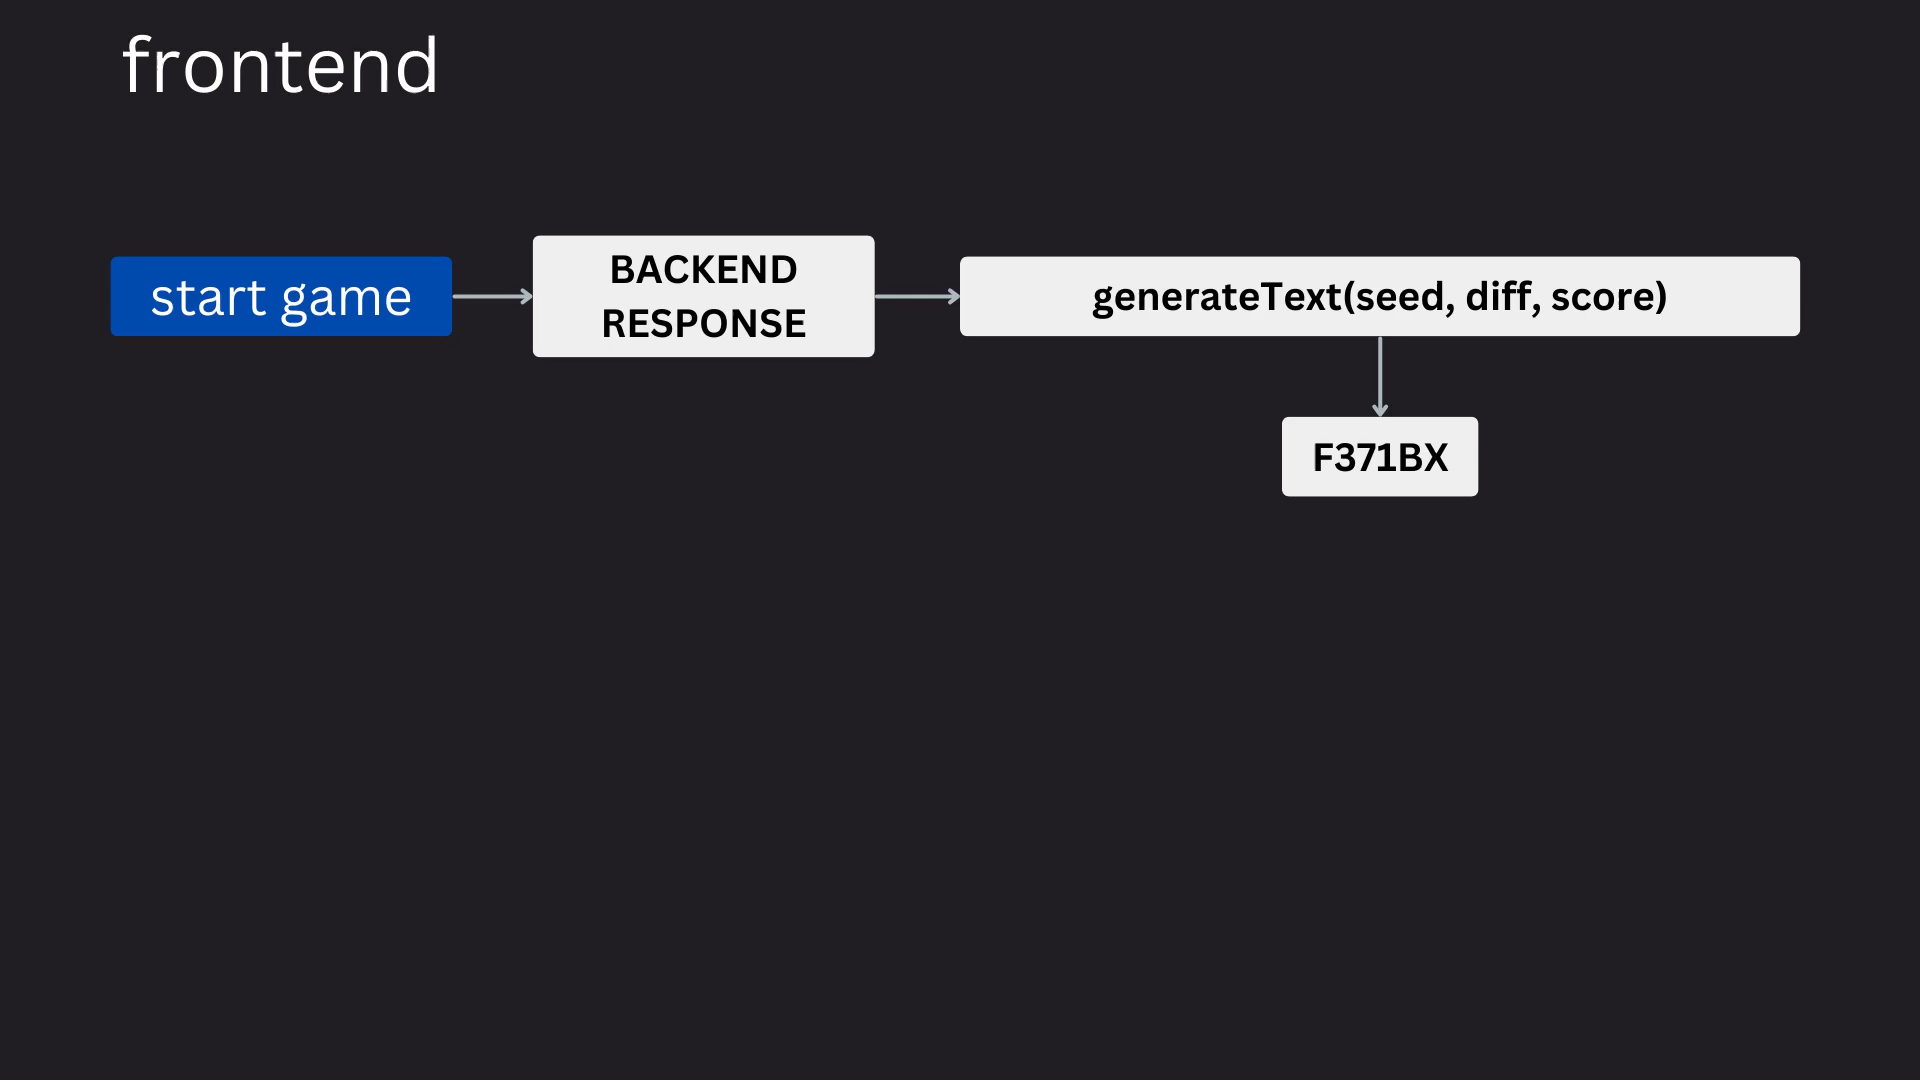 frontend
start game
BACKEND
RESPONSE
generateText(seed, diff, score)
F371BX